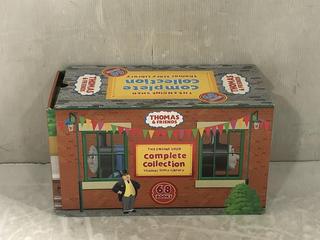 THE ENGINE SHED
complete
collection
THOMAS STORY LIBRARY
THOMAS
& FRIENDS
THOMAS
& FRIENDS
THE ENGINE SHED
complete
collection
THOMAS STORY LIBRARY
68
BOOKS